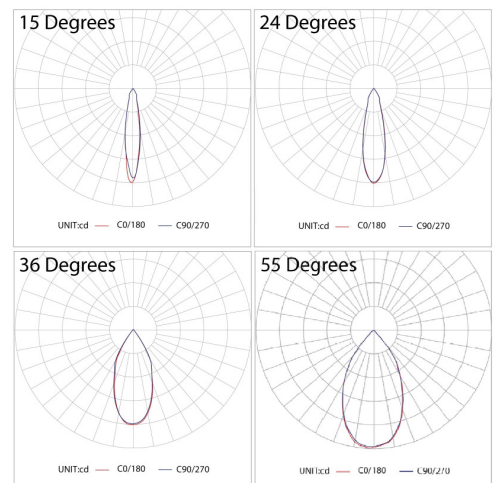 15 Degrees
24 Degrees
UNIT:cd C0/180 C90/270
UNIT:cd C0/180 C90/270
36 Degrees
55 Degrees
UNIT:cd C0/180 C90/270
UNIT:cd C0/180 C90/270